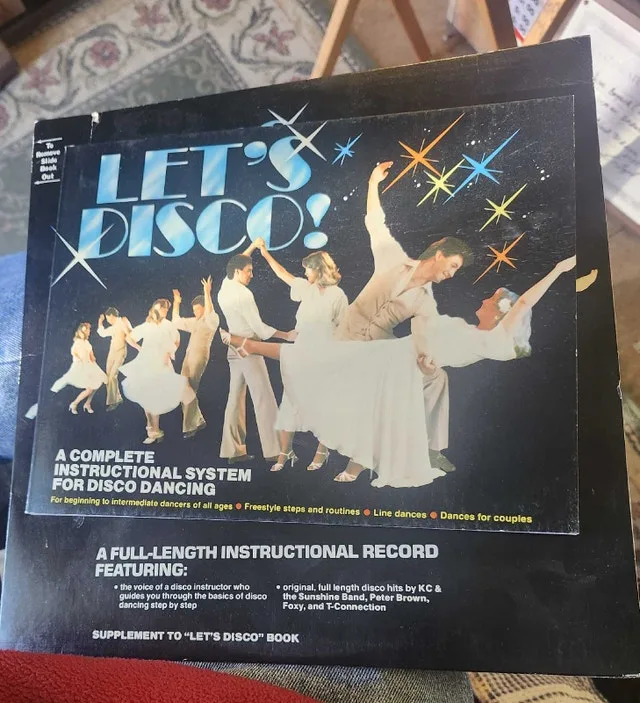 To
Remove
Slide
Book
Out
LET'S
DISCO!
A COMPLETE
INSTRUCTIONAL SYSTEM
FOR DISCO DANCING
For beginning to intermediate dancers of all ages ● Freestyle steps and routines ● Line dances ● Dances for couples
A FULL-LENGTH INSTRUCTIONAL RECORD
FEATURING:
• the voice of a disco instructor who
guides you through the basics of disco
dancing step by step
• original, full length disco hits by KC &
the Sunshine Band, Peter Brown,
Foxy, and T-Connection
SUPPLEMENT TO "LET'S DISCO" BOOK